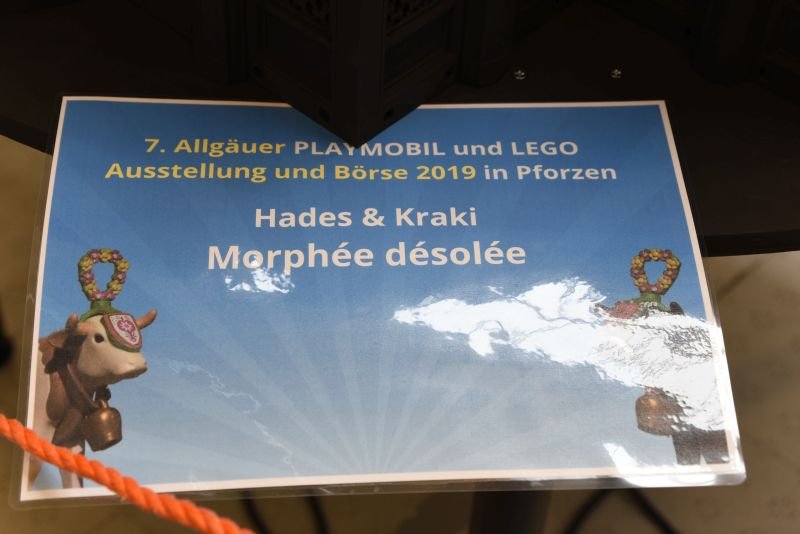 7. Allgäuer PLAYMOBIL und LEGO
Ausstellung und Börse 2019 in Pforzen
Hades & Kraki
Morphée désolée